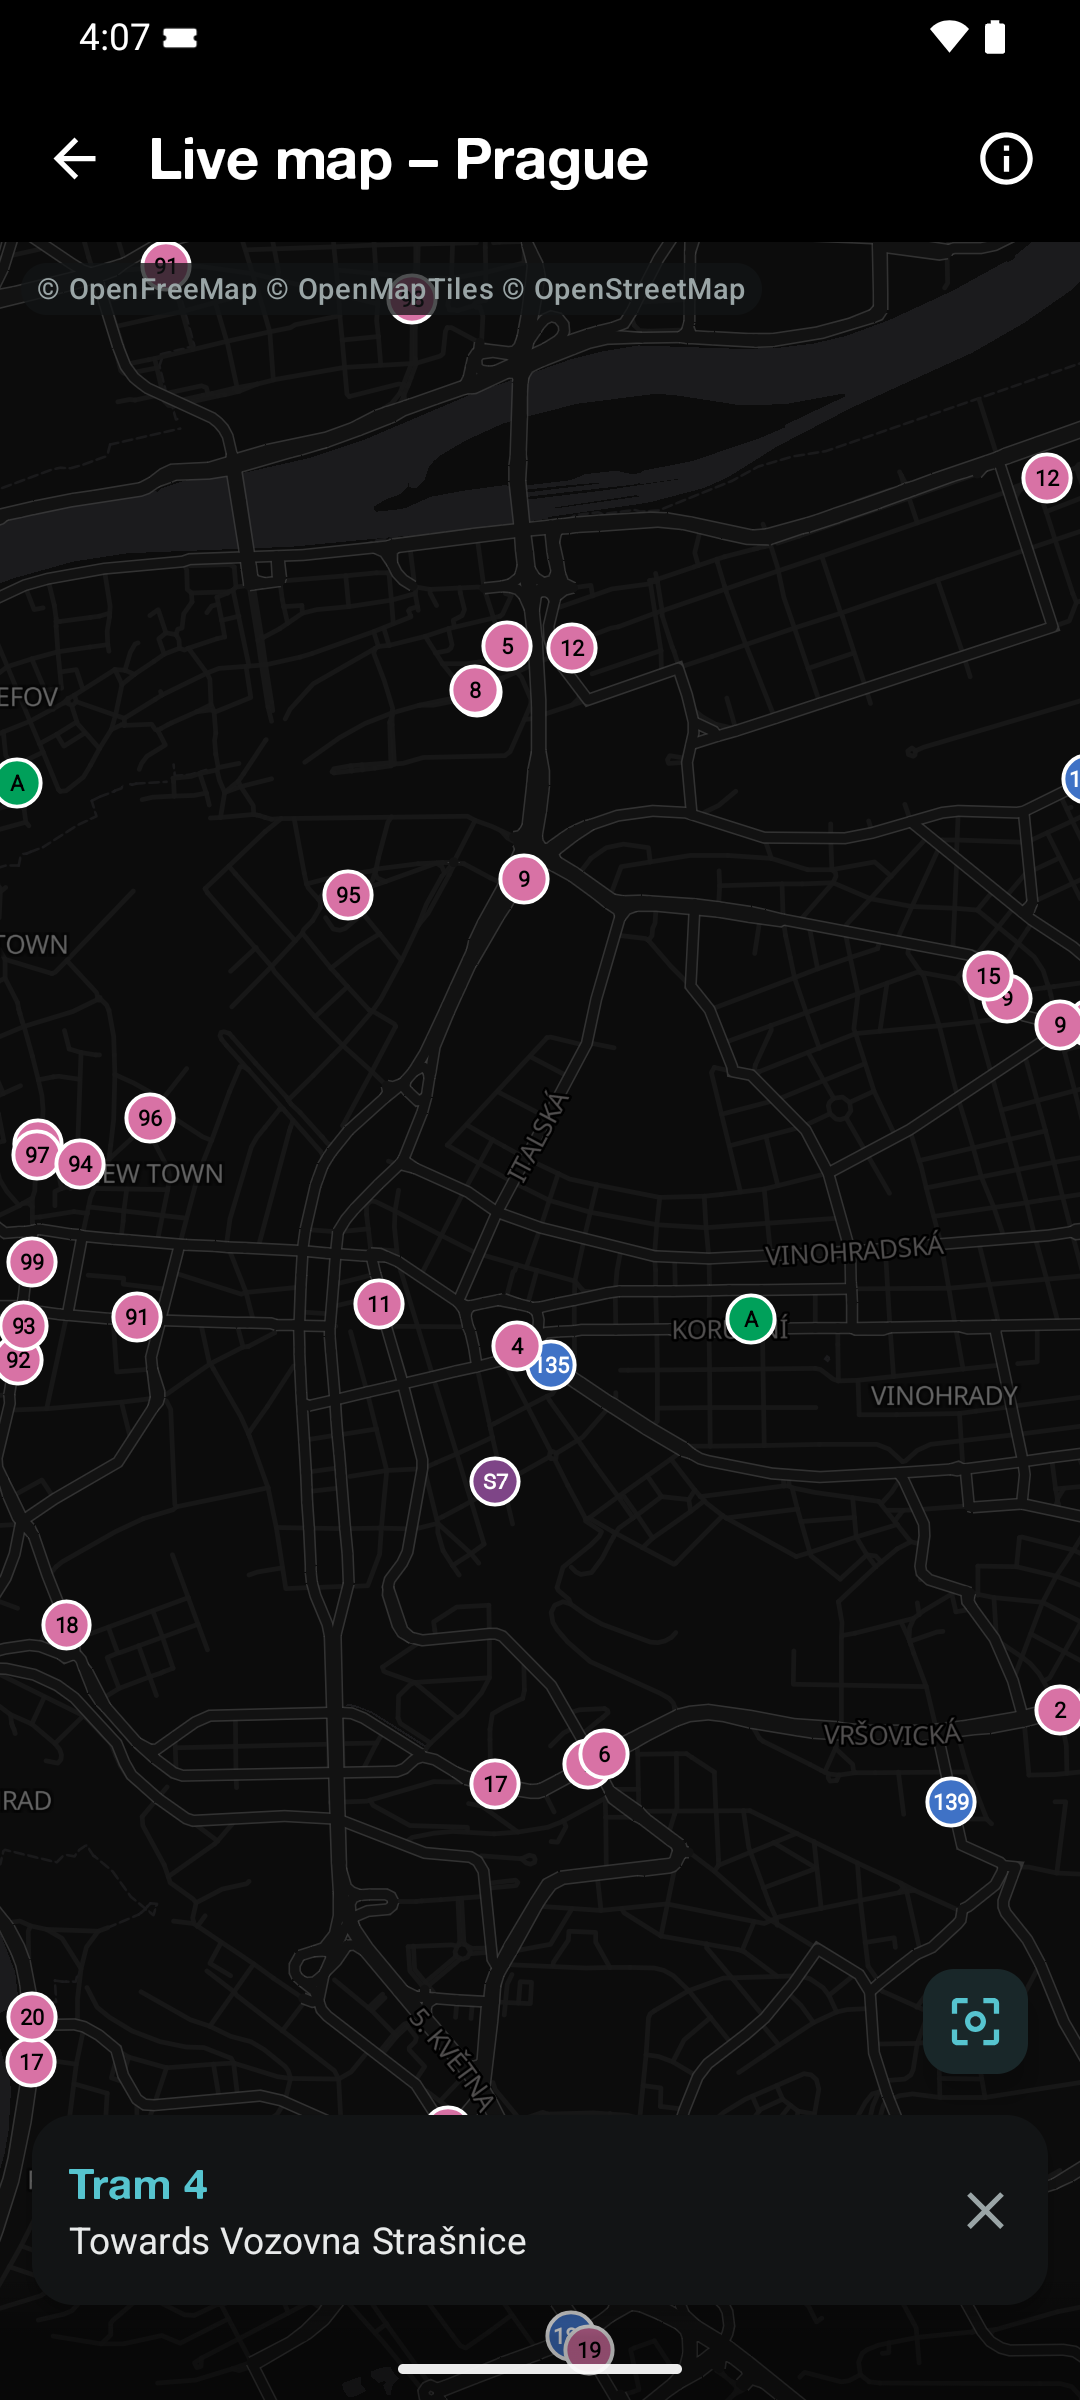 4:07
Live map – Prague
91
© OpenFreeMap © OpenMapTiles © OpenStreetMap
12
5
12
8
EFOV
A
9
95
TOWN
15
9
9
96
97
94
EW TOWN
ITALSKÁ
VINOHRADSKÁ
99
11
91
93
A
4
135
92
VINOHRADY
S7
18
2
VRŠOVICKÁ
6
17
RAD
139
20
17
5. KVĚTNA
Tram 4
Towards Vozovna Strašnice
19